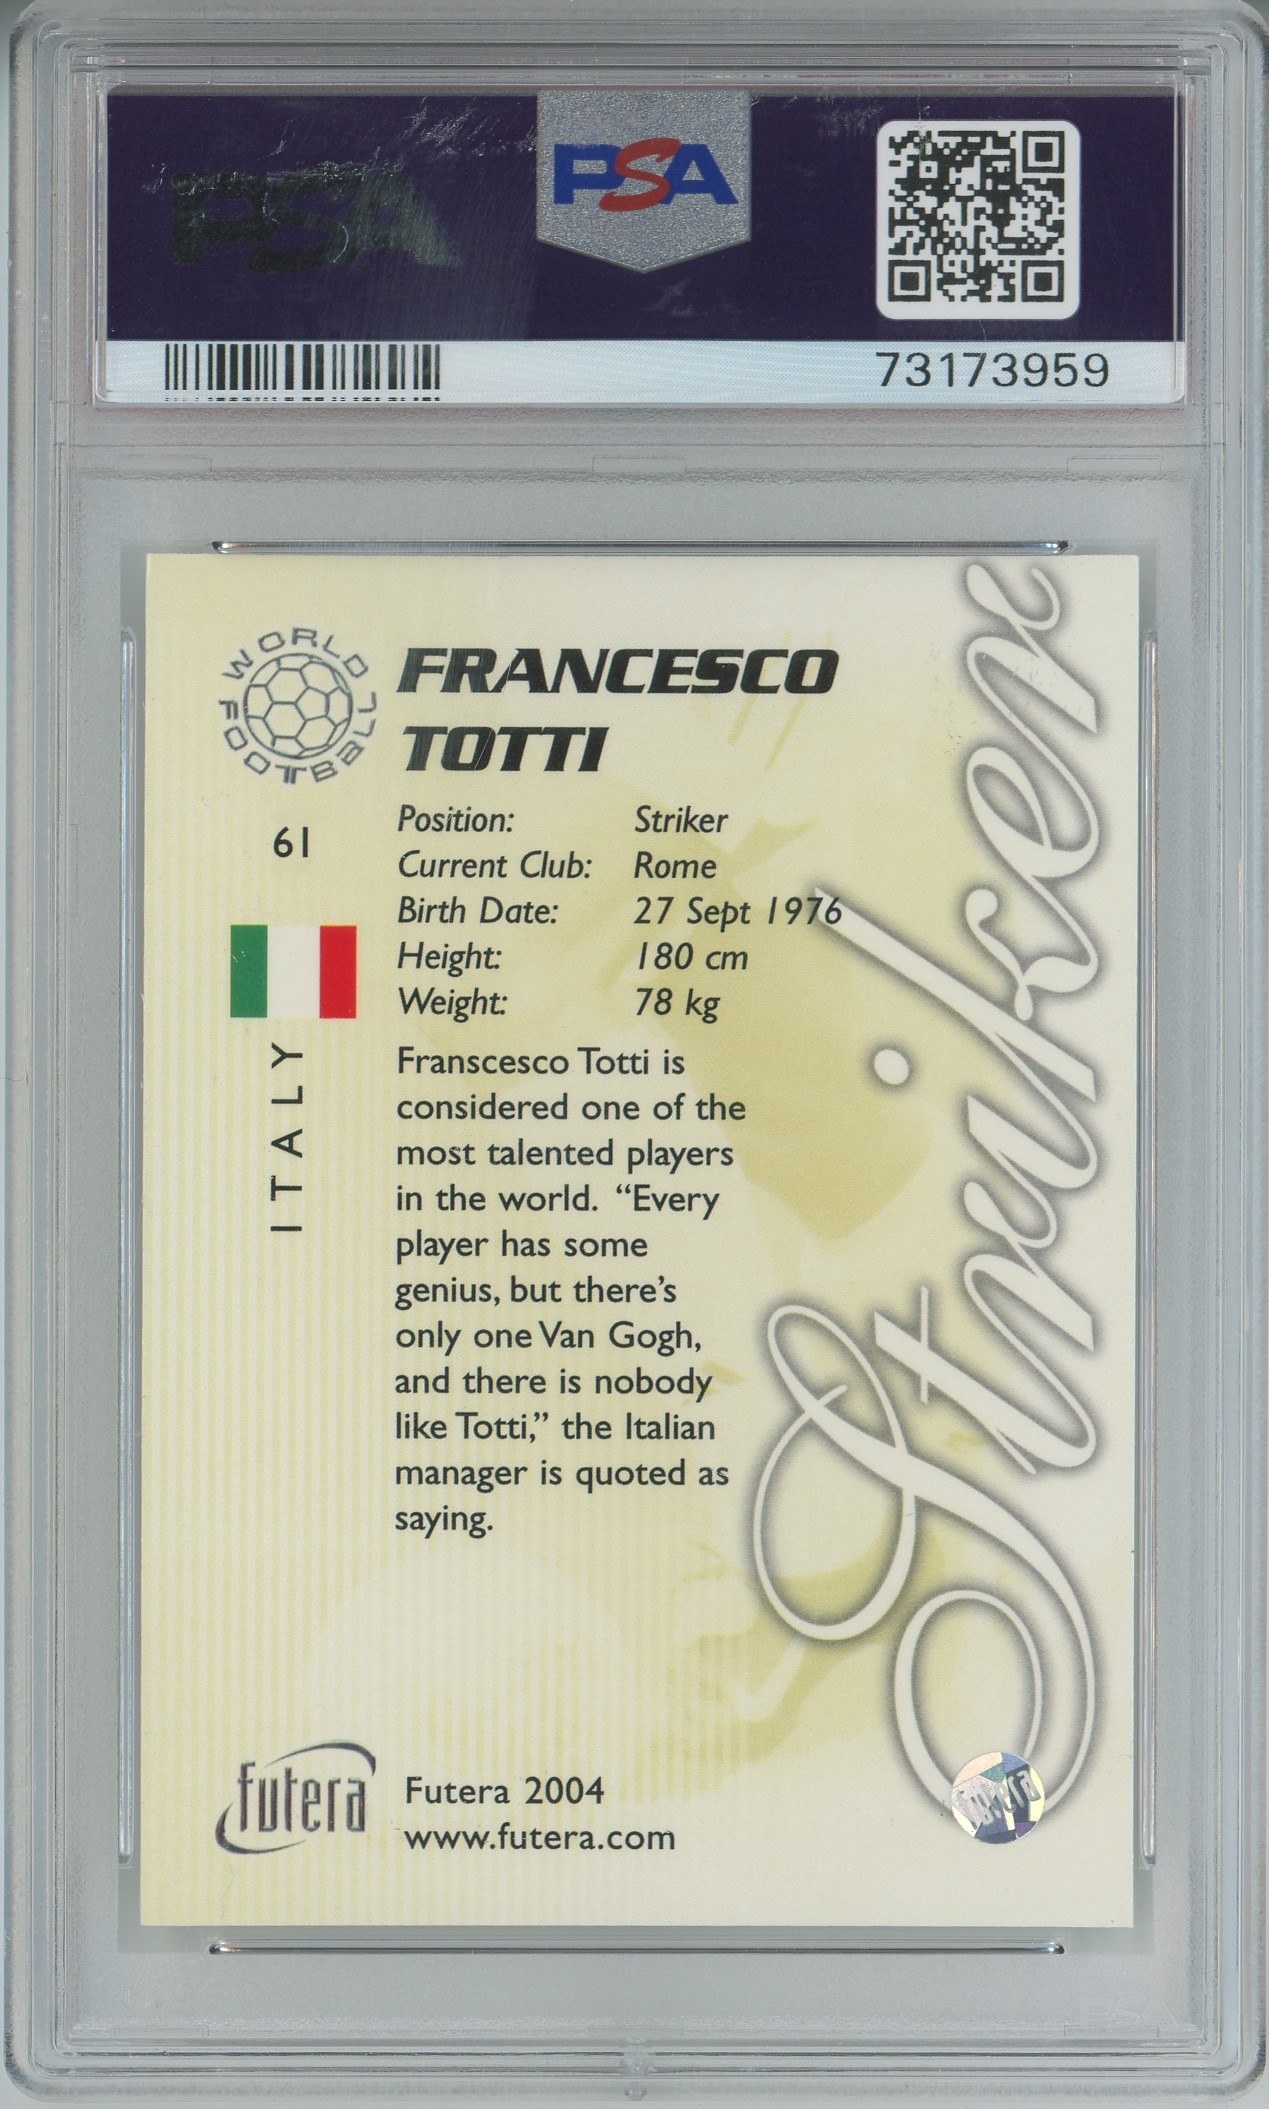 PSA
PSA
73173959
WORLD FOOTBALL
FRANCESCO
TOTTI
61
Position: Striker
Current Club: Rome
Birth Date: 27 Sept 1976
Height: 180 cm
Weight: 78 kg
ITALY
Franscesco Totti is
considered one of the
most talented players
in the world. “Every
player has some
genius, but there’s
only one Van Gogh,
and there is nobody
like Totti,” the Italian
manager is quoted as
saying.
Striker
futera
Futera 2004
www.futera.com
futera